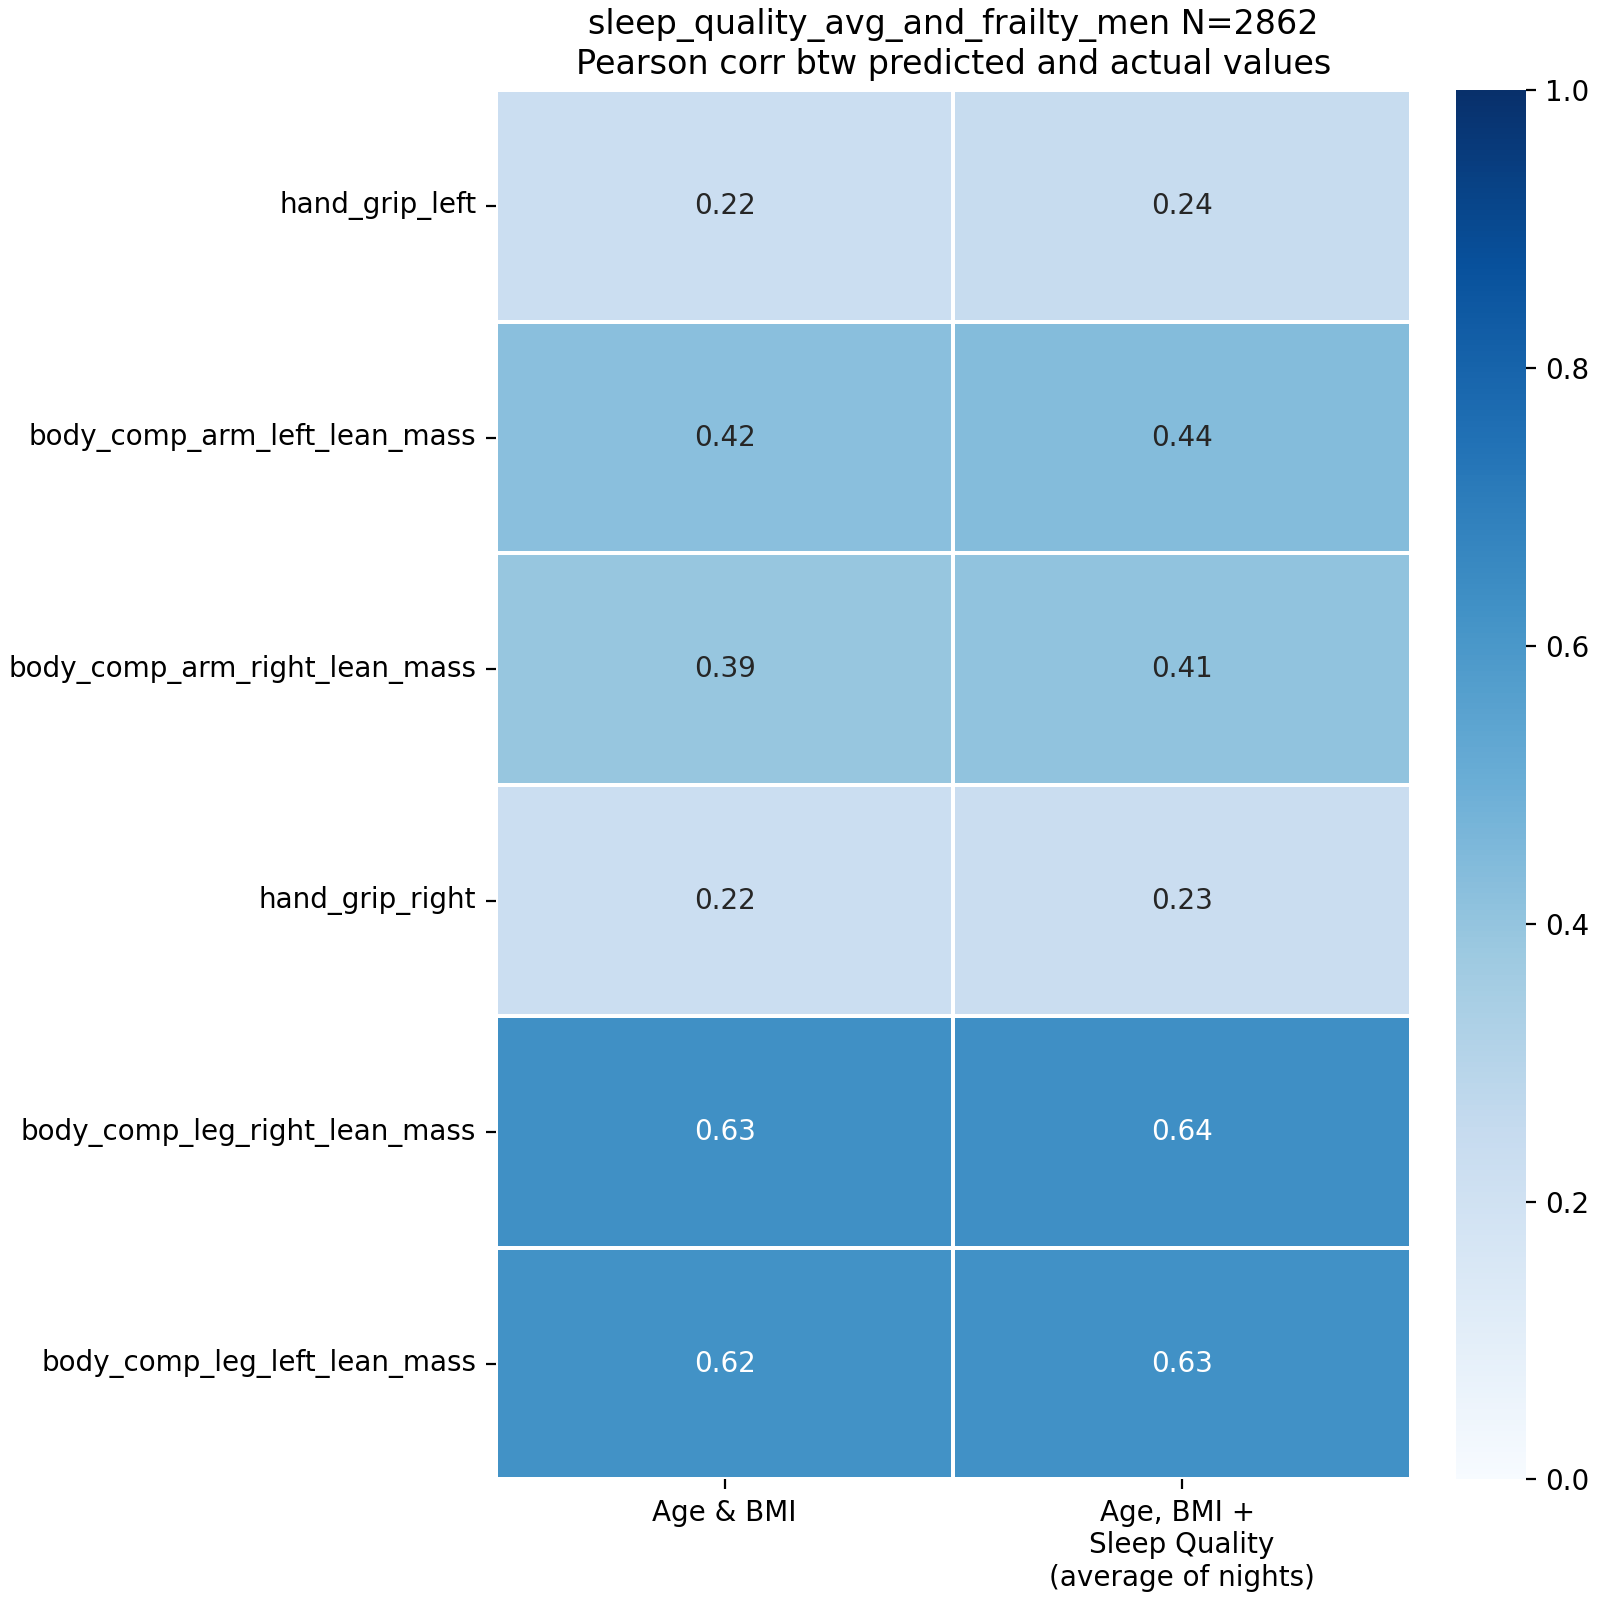 sleep_quality_avg_and_frailty_men N=2862
Pearson corr btw predicted and actual values
hand_grip_left
0.22
0.24
body_comp_arm_left_lean_mass
0.42
0.44
body_comp_arm_right_lean_mass
0.39
0.41
hand_grip_right
0.22
0.23
body_comp_leg_right_lean_mass
0.63
0.64
body_comp_leg_left_lean_mass
0.62
0.63
Age & BMI
Age, BMI +
Sleep Quality
(average of nights)
1.0
0.8
0.6
0.4
0.2
0.0